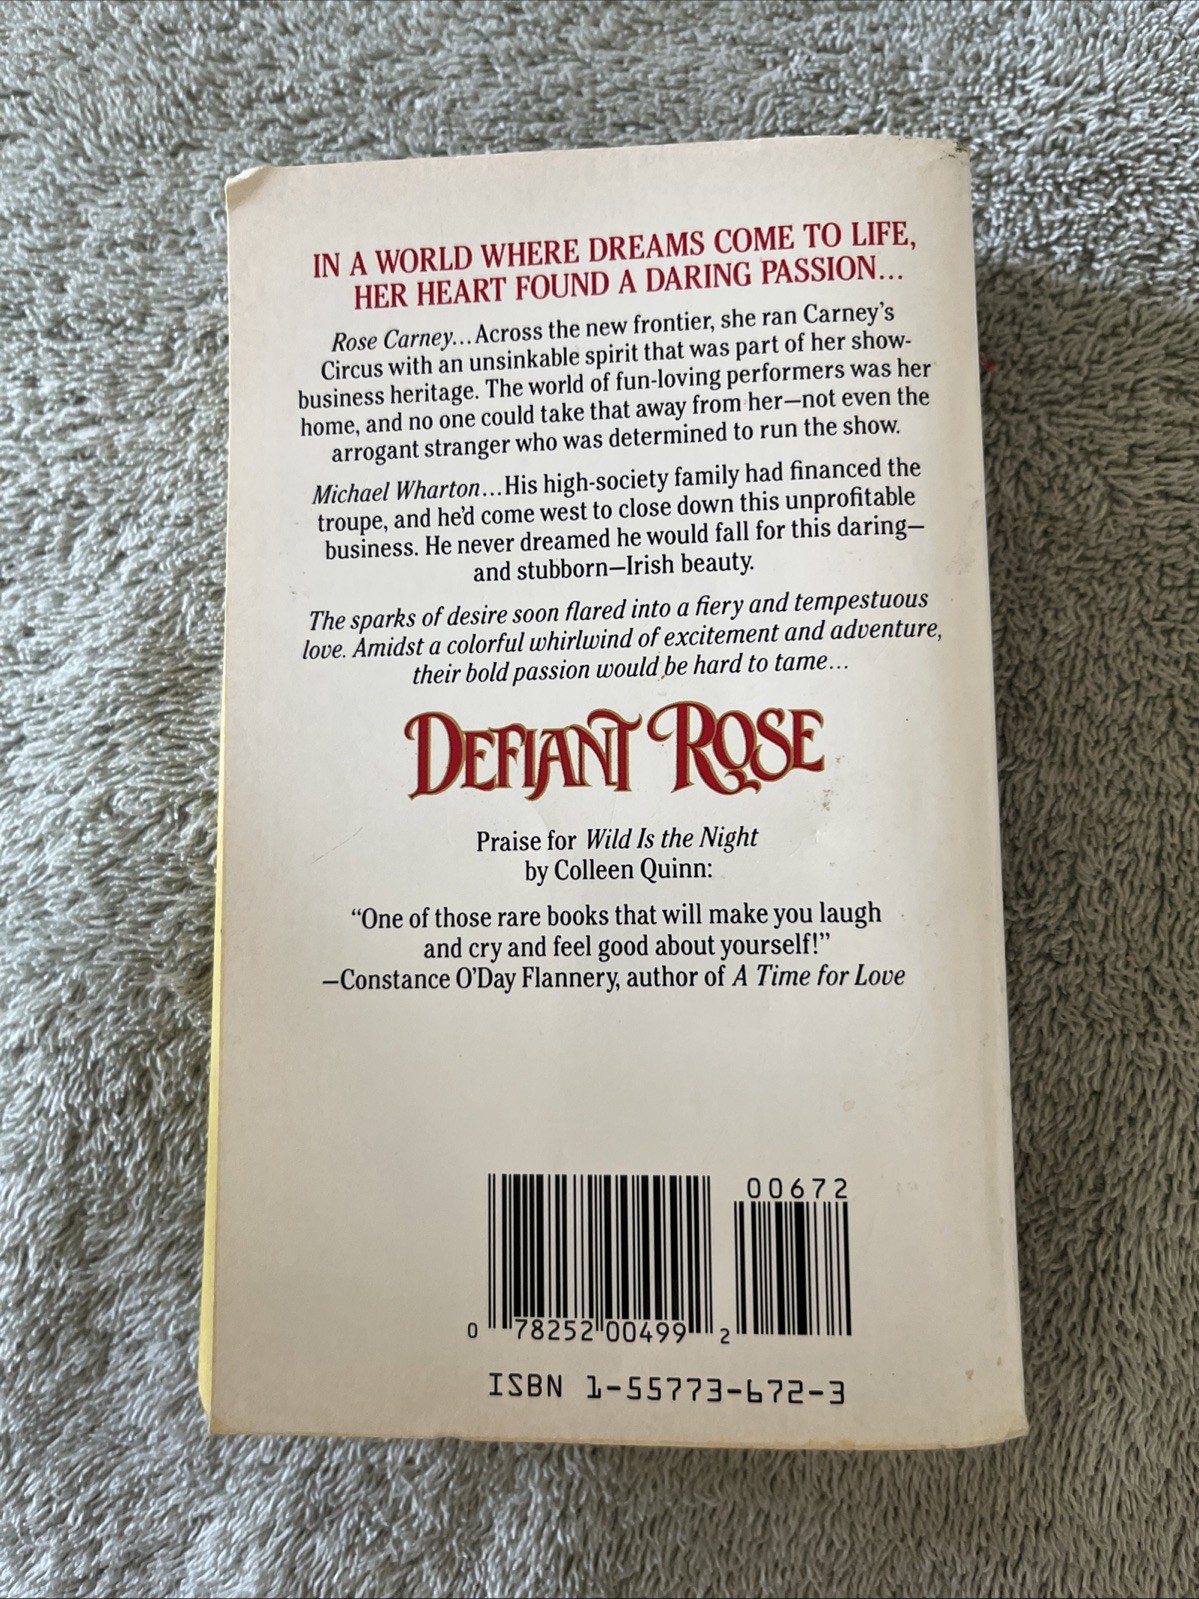 IN A WORLD WHERE DREAMS COME TO LIFE,
HER HEART FOUND A DARING PASSION...
Rose Carney...Across the new frontier, she ran Carney's
Circus with an unsinkable spirit that was part of her show-
business heritage. The world of fun-loving performers was her
home, and no one could take that away from her—not even the
arrogant stranger who was determined to run the show.
Michael Wharton...His high-society family had financed the
troupe, and he'd come west to close down this unprofitable
business. He never dreamed he would fall for this daring—
and stubborn—Irish beauty.
The sparks of desire soon flared into a fiery and tempestuous
love. Amidst a colorful whirlwind of excitement and adventure,
their bold passion would be hard to tame...
DEFIANT ROSE
Praise for Wild Is the Night
by Colleen Quinn:
“One of those rare books that will make you laugh
and cry and feel good about yourself!”
—Constance O'Day Flannery, author of A Time for Love
00672
0 78252 00499 2
ISBN 1-55773-672-3